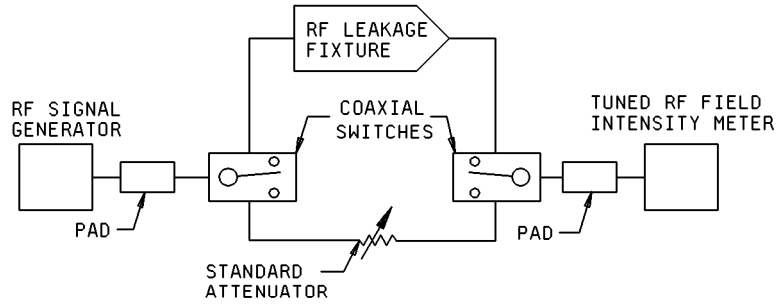 RF LEAKAGE
FIXTURE
RF SIGNAL
GENERATOR
COAXIAL
SWITCHES
TUNED RF FIELD
INTENSITY METER
PAD
PAD
STANDARD
ATTENUATOR